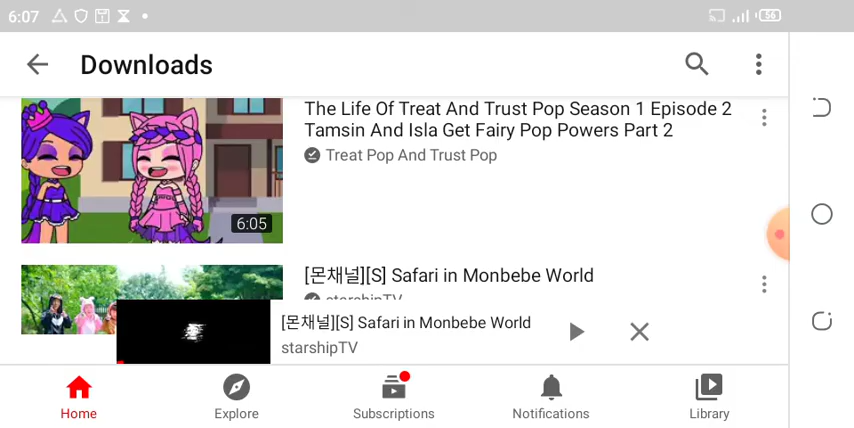 6:07
56
Downloads
The Life Of Treat And Trust Pop Season 1 Episode 2
Tamsin And Isla Get Fairy Pop Powers Part 2
Treat Pop And Trust Pop
6:05
[몬채널][S] Safari in Monbebe World
starshipTV
[몬채널][S] Safari in Monbebe World
starshipTV
Home
Explore
Subscriptions
Notifications
Library